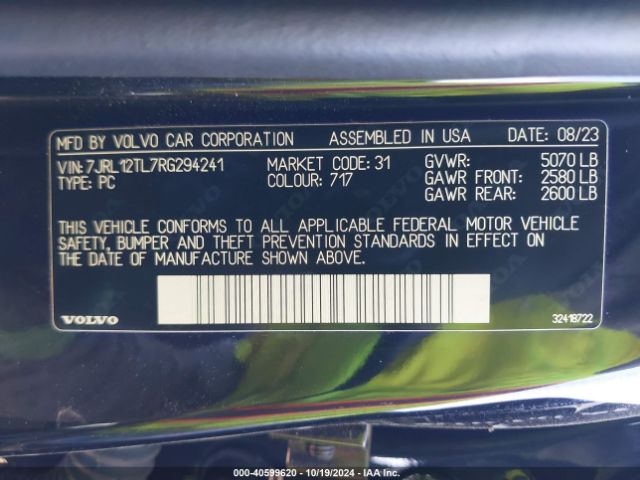 MFD BY VOLVO CAR CORPORATION ASSEMBLED IN USA DATE: 08/23
VIN: 7JRL12TL7RG294241 MARKET CODE: 31 GVWR: 5070 LB
TYPE: PC COLOUR: 717 GAWR FRONT: 2580 LB
GAWR REAR: 2600 LB
THIS VEHICLE CONFORMS TO ALL APPLICABLE FEDERAL MOTOR VEHICLE
SAFETY, BUMPER AND THEFT PREVENTION STANDARDS IN EFFECT ON
THE DATE OF MANUFACTURE SHOWN ABOVE.
VOLVO 32418722
000-40599620 | 10/19/2024 | IAA Inc.